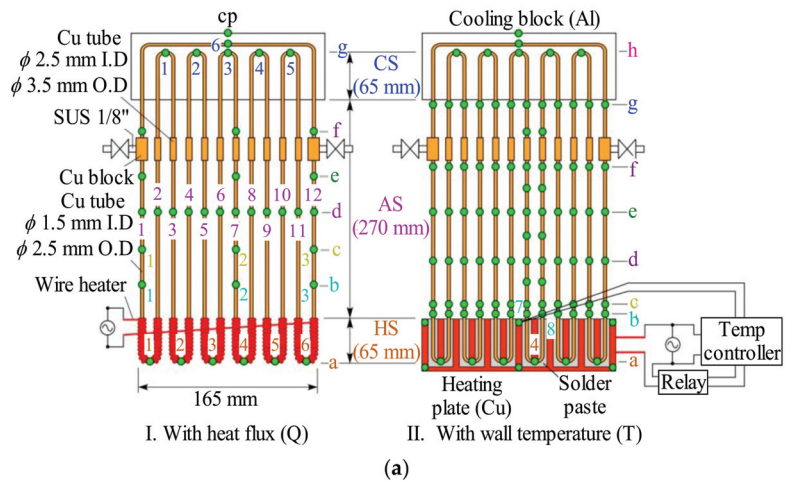 cp
Cooling block (Al)
Cu tube
ϕ 2.5 mm I.D
ϕ 3.5 mm O.D
6
g
h
1 2 3 4 5
CS
(65 mm)
SUS 1/8"
g
f
f
Cu block
e
2 4 6 8 10 12
Cu tube
ϕ 1.5 mm I.D
ϕ 2.5 mm O.D
d
AS
(270 mm)
e
1 3 5 7 9 11
1 2 3
c
d
Wire heater
1 2 3
b
c
7
b
8
HS
(65 mm)
1 2 3 4 5 6
4
a
a
Temp
controller
Relay
165 mm
Heating
plate (Cu)
Solder
paste
I. With heat flux (Q)
II. With wall temperature (T)
(a)